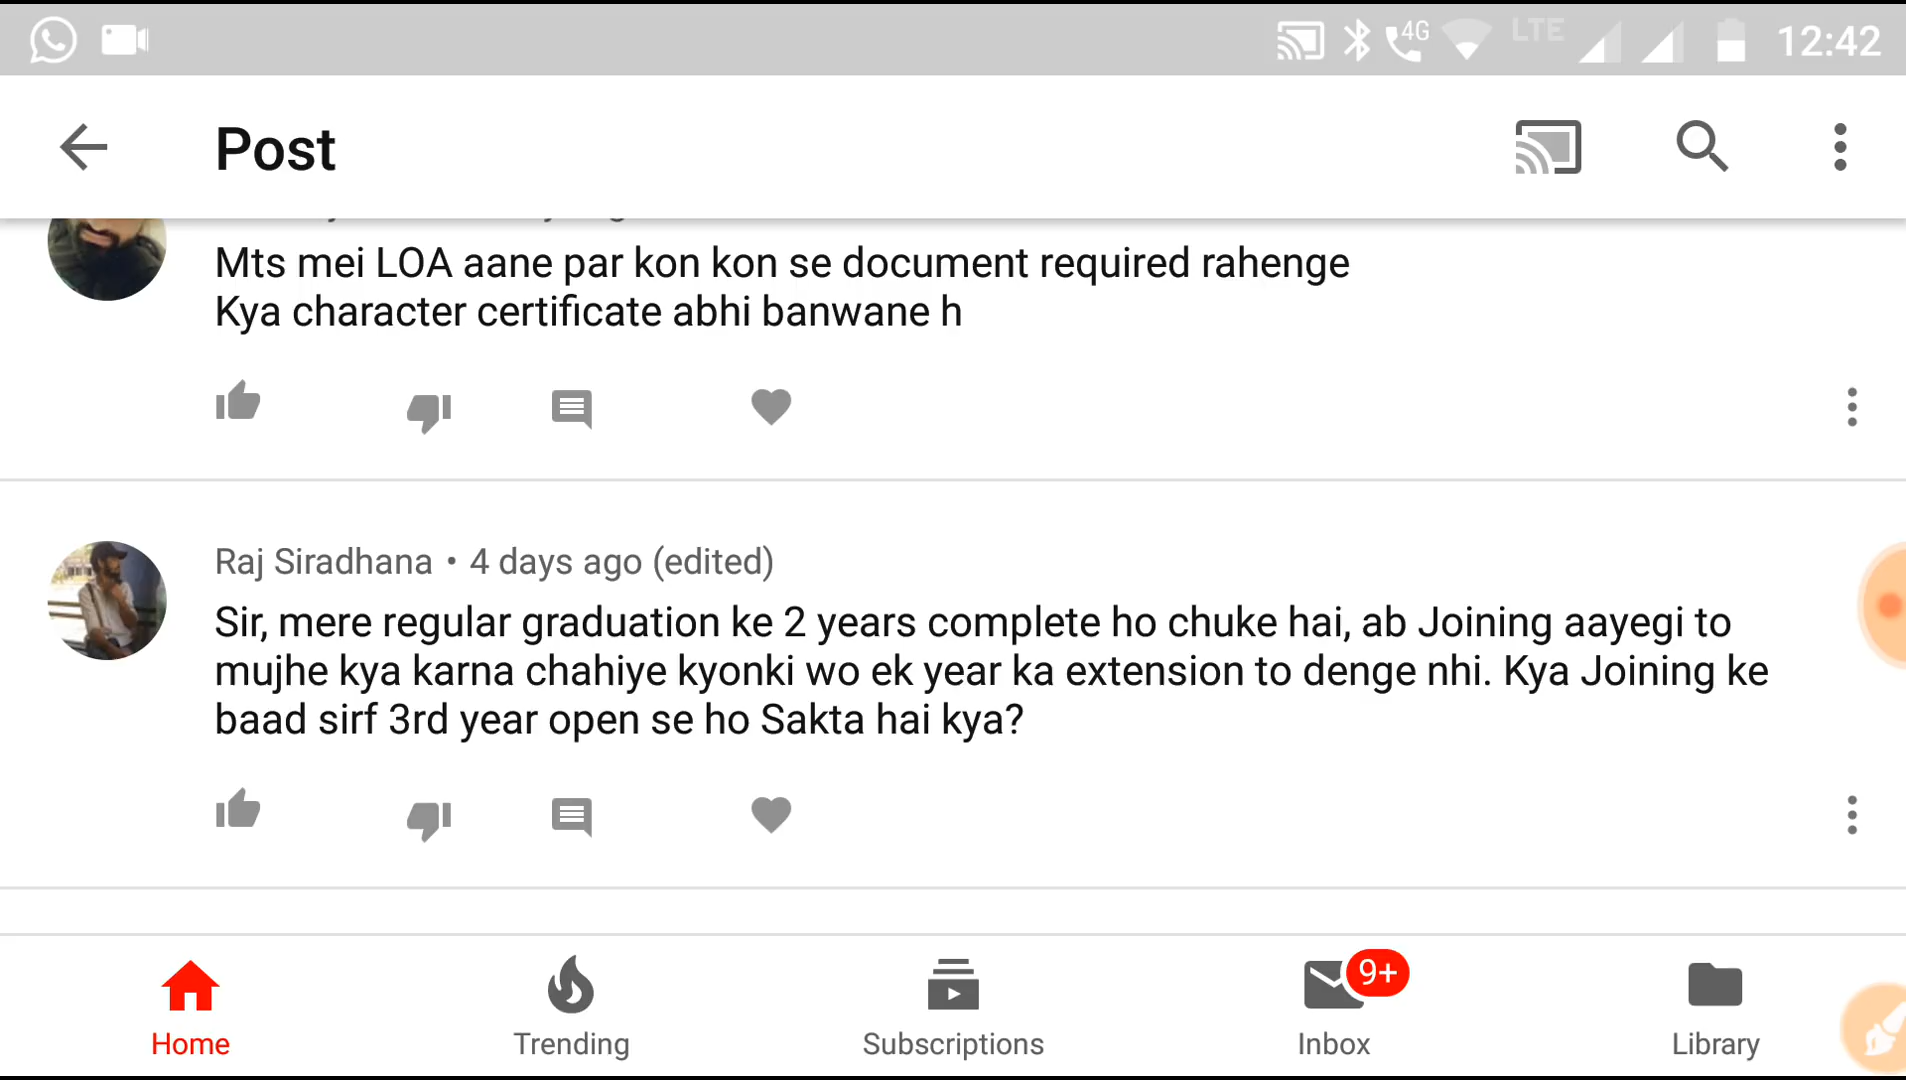 LTE 12:42
4G
Post
Mts mei LOA aane par kon kon se document required rahenge
Kya character certificate abhi banwane h
Raj Siradhana • 4 days ago (edited)
Sir, mere regular graduation ke 2 years complete ho chuke hai, ab Joining aayegi to
mujhe kya karna chahiye kyonki wo ek year ka extension to denge nhi. Kya Joining ke
baad sirf 3rd year open se ho Sakta hai kya?
9+
Home Trending Subscriptions Inbox Library